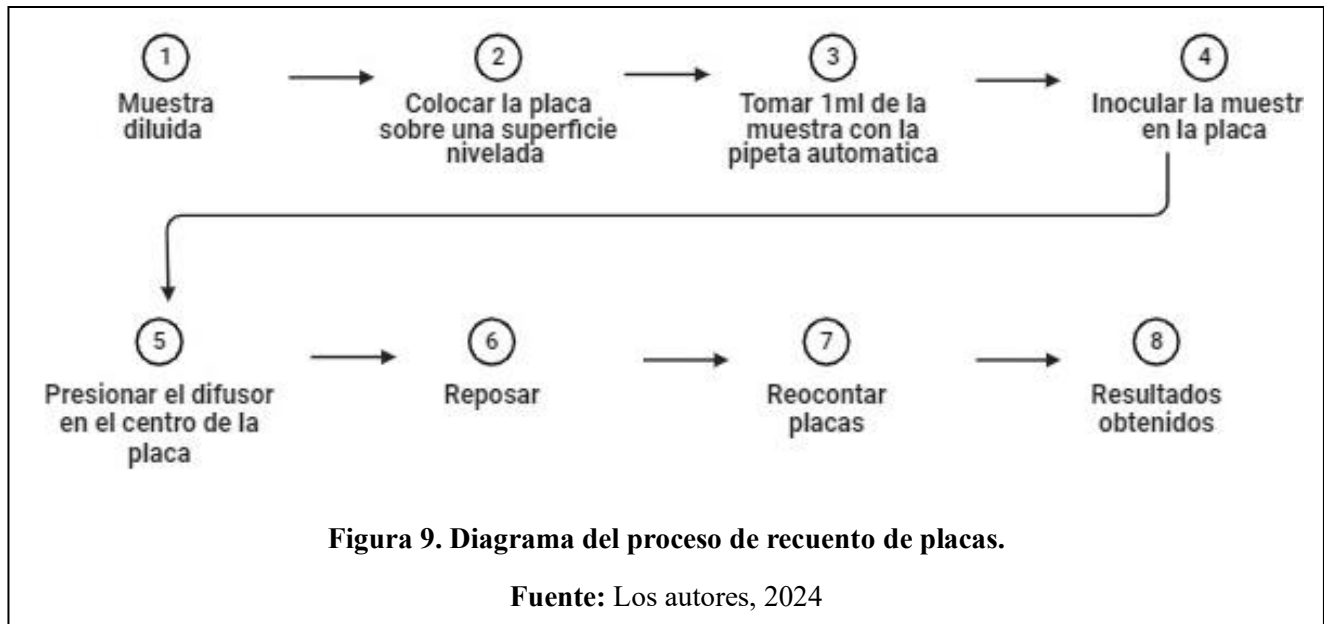 1
Muestra
diluida
2
Colocar la placa
sobre una superficie
nivelada
3
Tomar 1ml de la
muestra con la
pipeta automatica
4
Inocular la muestr
en la placa
5
Presionar el difusor
en el centro de la
placa
6
Reposar
7
Reocontar
placas
8
Resultados
obtenidos
Figura 9. Diagrama del proceso de recuento de placas.
Fuente: Los autores, 2024